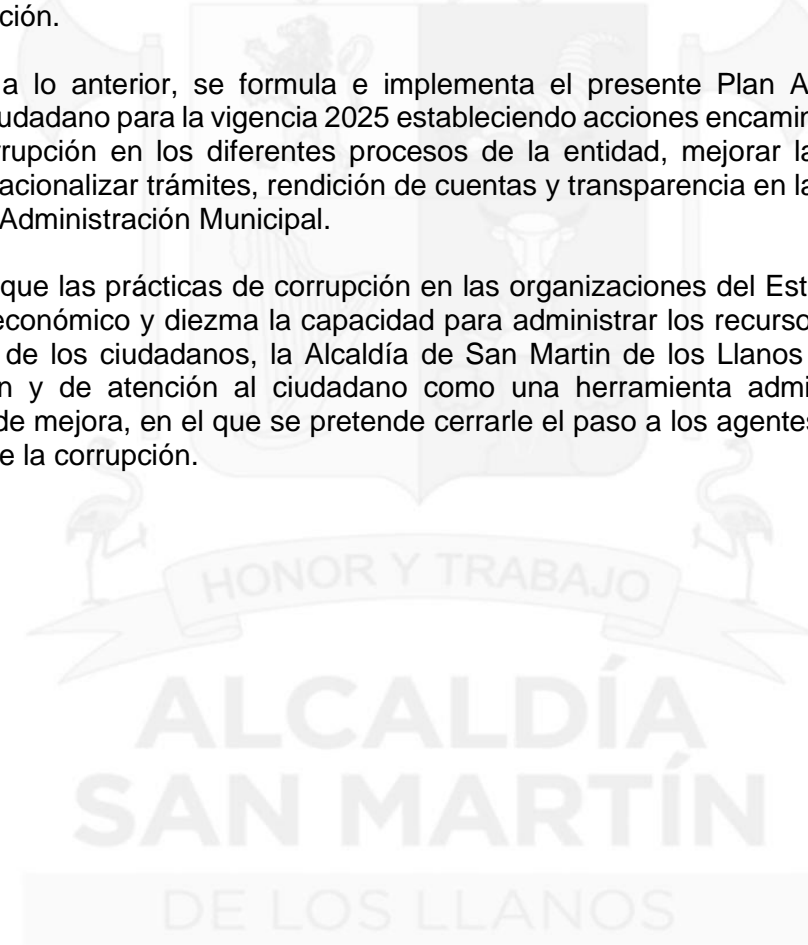 ción.
a lo anterior, se formula e implementa el presente Plan A
udadano para la vigencia 2025 estableciendo acciones encamin
rrupción en los diferentes procesos de la entidad, mejorar la
acionalizar trámites, rendición de cuentas y transparencia en la
Administración Municipal.
que las prácticas de corrupción en las organizaciones del Est
económico y diezma la capacidad para administrar los recurso
de los ciudadanos, la Alcaldía de San Martin de los Llanos
n y de atención al ciudadano como una herramienta admi
de mejora, en el que se pretende cerrarle el paso a los agentes
e la corrupción.
HONOR Y TRABAJO
ALCALDÍA
SAN MARTÍN
DE LOS LLANOS